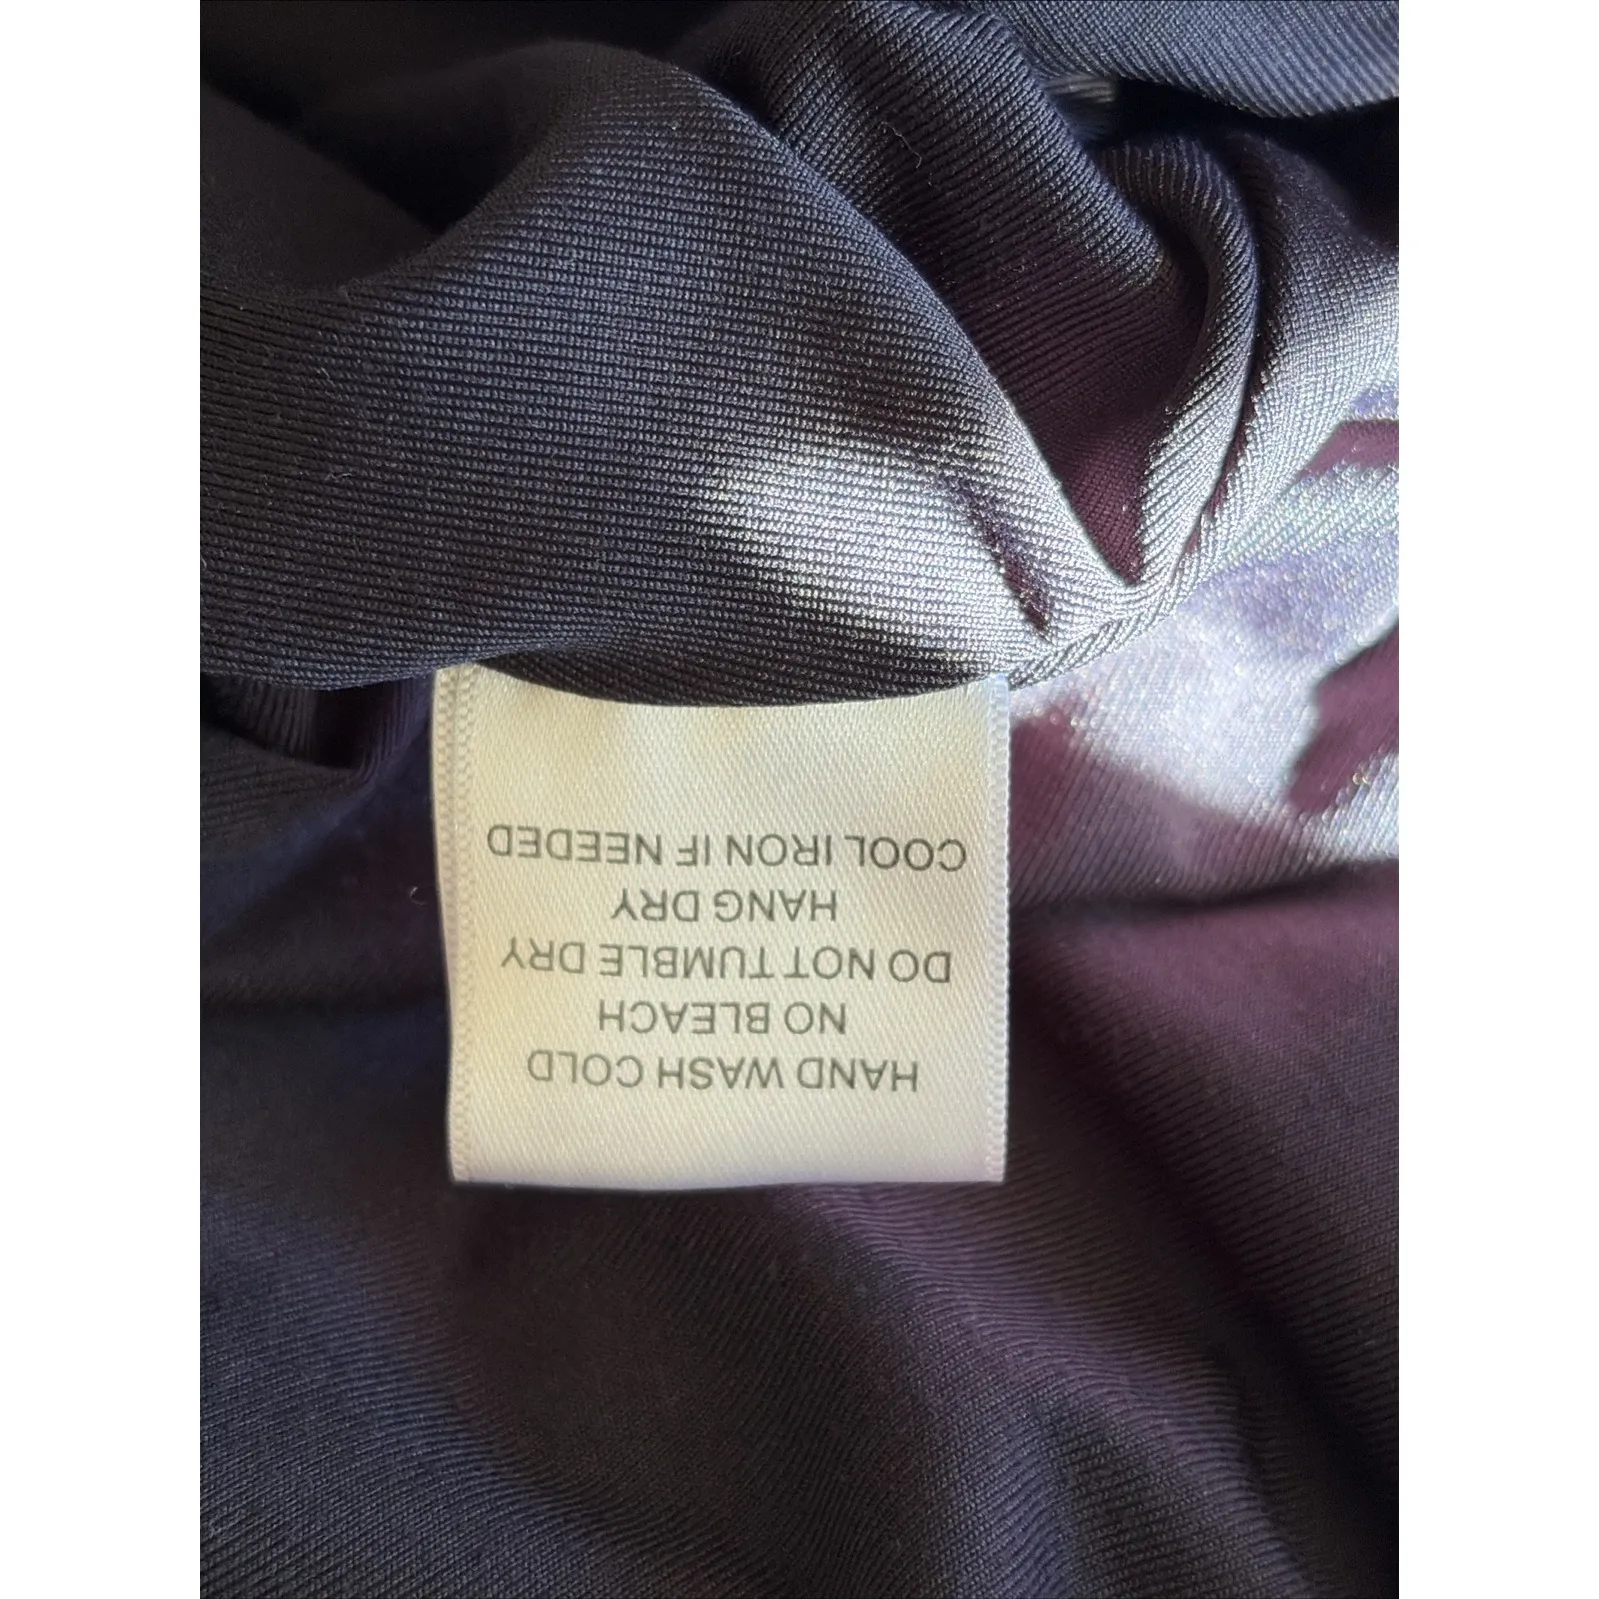 HAND WASH COLD
NO BLEACH
DO NOT TUMBLE DRY
HANG DRY
COOL IRON IF NEEDED